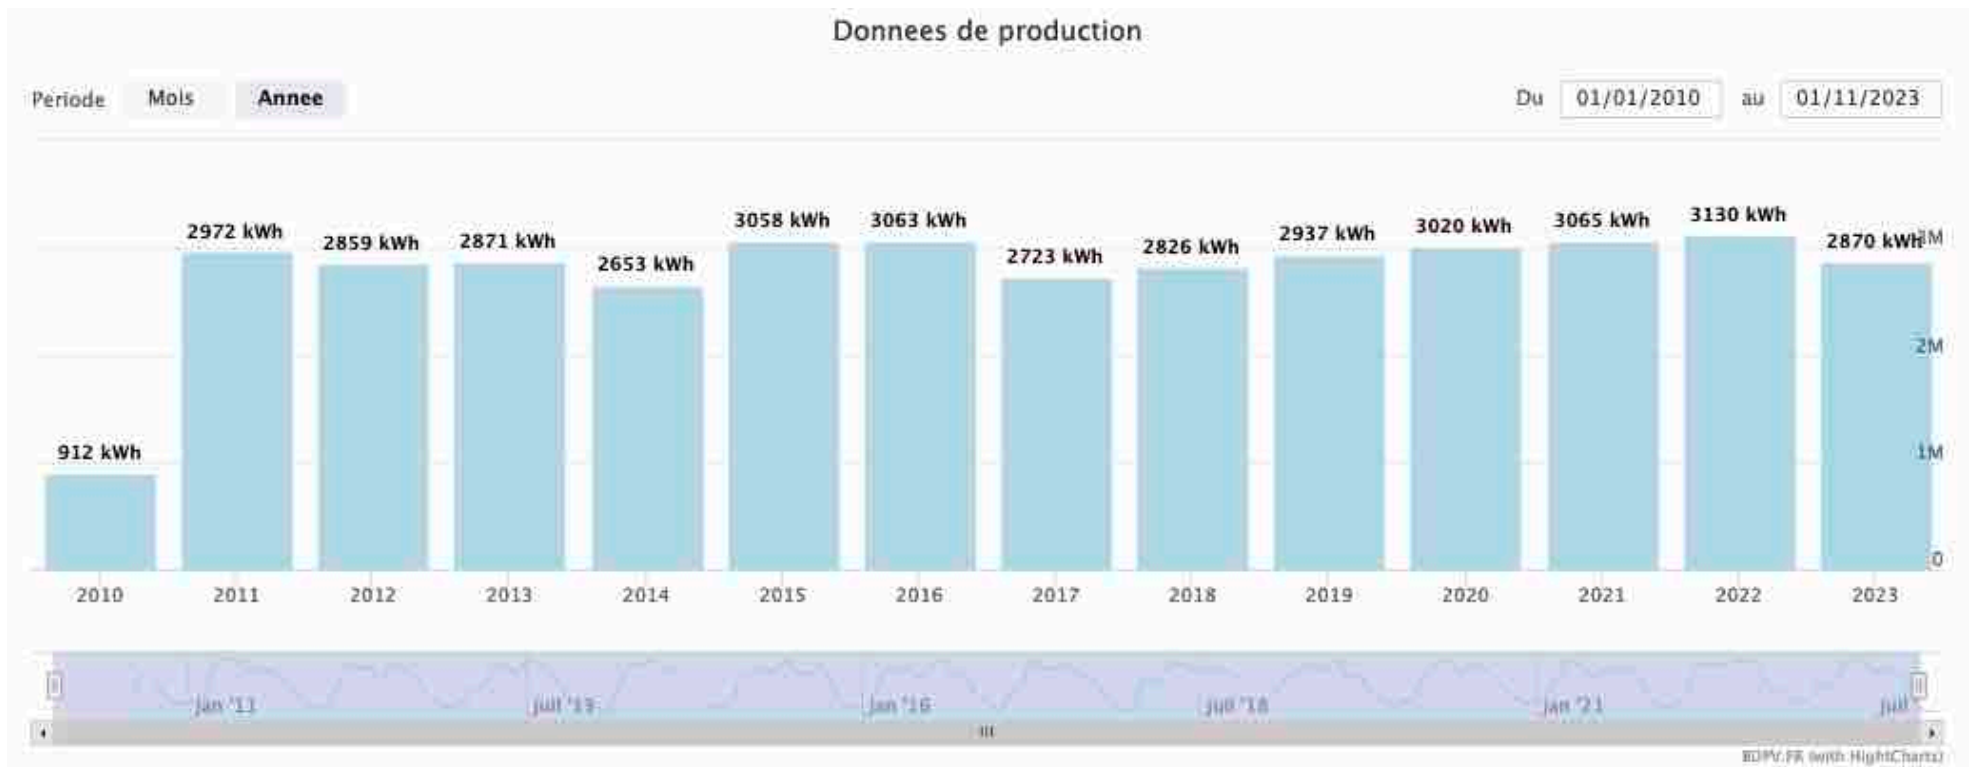 Donnees de production
Periode Mois Annee Du 01/01/2010 au 01/11/2023
912 kWh 2972 kWh 2859 kWh 2871 kWh 2653 kWh 3058 kWh 3063 kWh 2723 kWh 2826 kWh 2937 kWh 3020 kWh 3065 kWh 3130 kWh 2870 kWh
3M
2M
1M
0
2010 2011 2012 2013 2014 2015 2016 2017 2018 2019 2020 2021 2022 2023
Jan '11 Juil '13 Jan '16 Juil '18 Jan '21 Juil
BDPV.FR (with HightCharts)